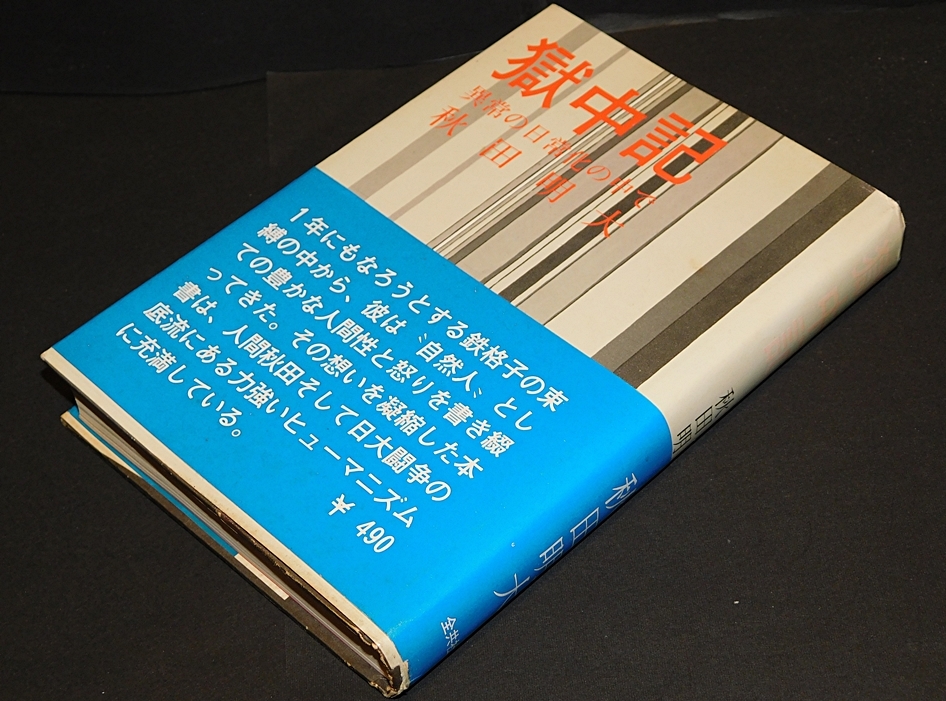 獄中記
異常の日常化の中で
秋田明大
1年にもなろうとする鉄格子の束
縛の中から、彼は〝自然人〟とし
ての豊かな人間性と怒りを書き綴
ってきた。その想いを凝縮した本
書は、人間秋田そして日大闘争の
底流にある力強いヒューマニズム
に充満している。
￥490
秋田明
秋田明大
全共